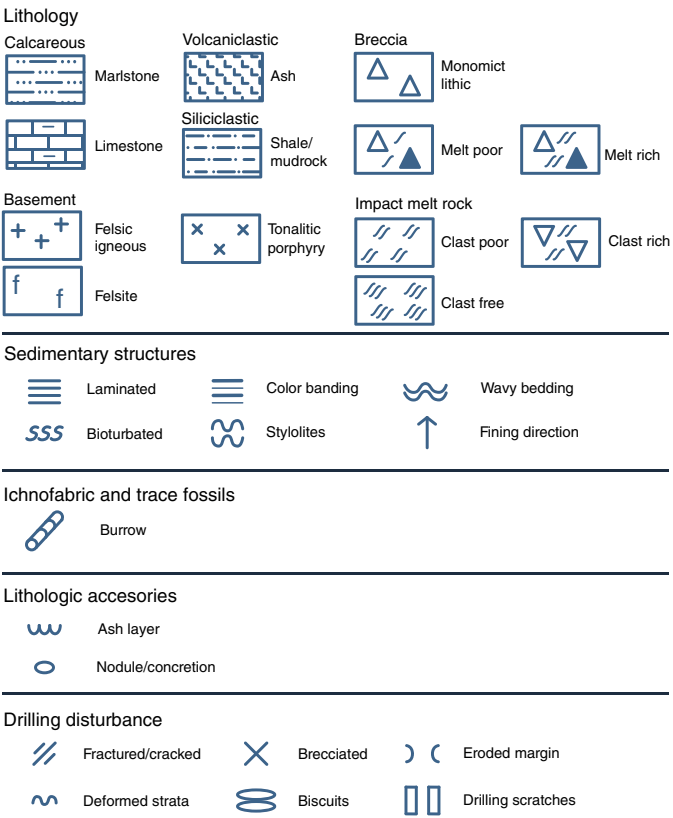 Lithology
Calcareous
Volcaniclastic
Breccia
Marlstone
Ash
Monomict
lithic
Siliciclastic
Limestone
Shale/
mudrock
Melt poor
Melt rich
Basement
Impact melt rock
Felsic
igneous
Tonalitic
porphyry
Clast poor
Clast rich
f f
Felsite
Clast free
Sedimentary structures
Laminated
Color banding
Wavy bedding
SSS
Bioturbated
Stylolites
Fining direction
Ichnofabric and trace fossils
Burrow
Lithologic accesories
Ash layer
Nodule/concretion
Drilling disturbance
Fractured/cracked
Brecciated
Eroded margin
Deformed strata
Biscuits
Drilling scratches